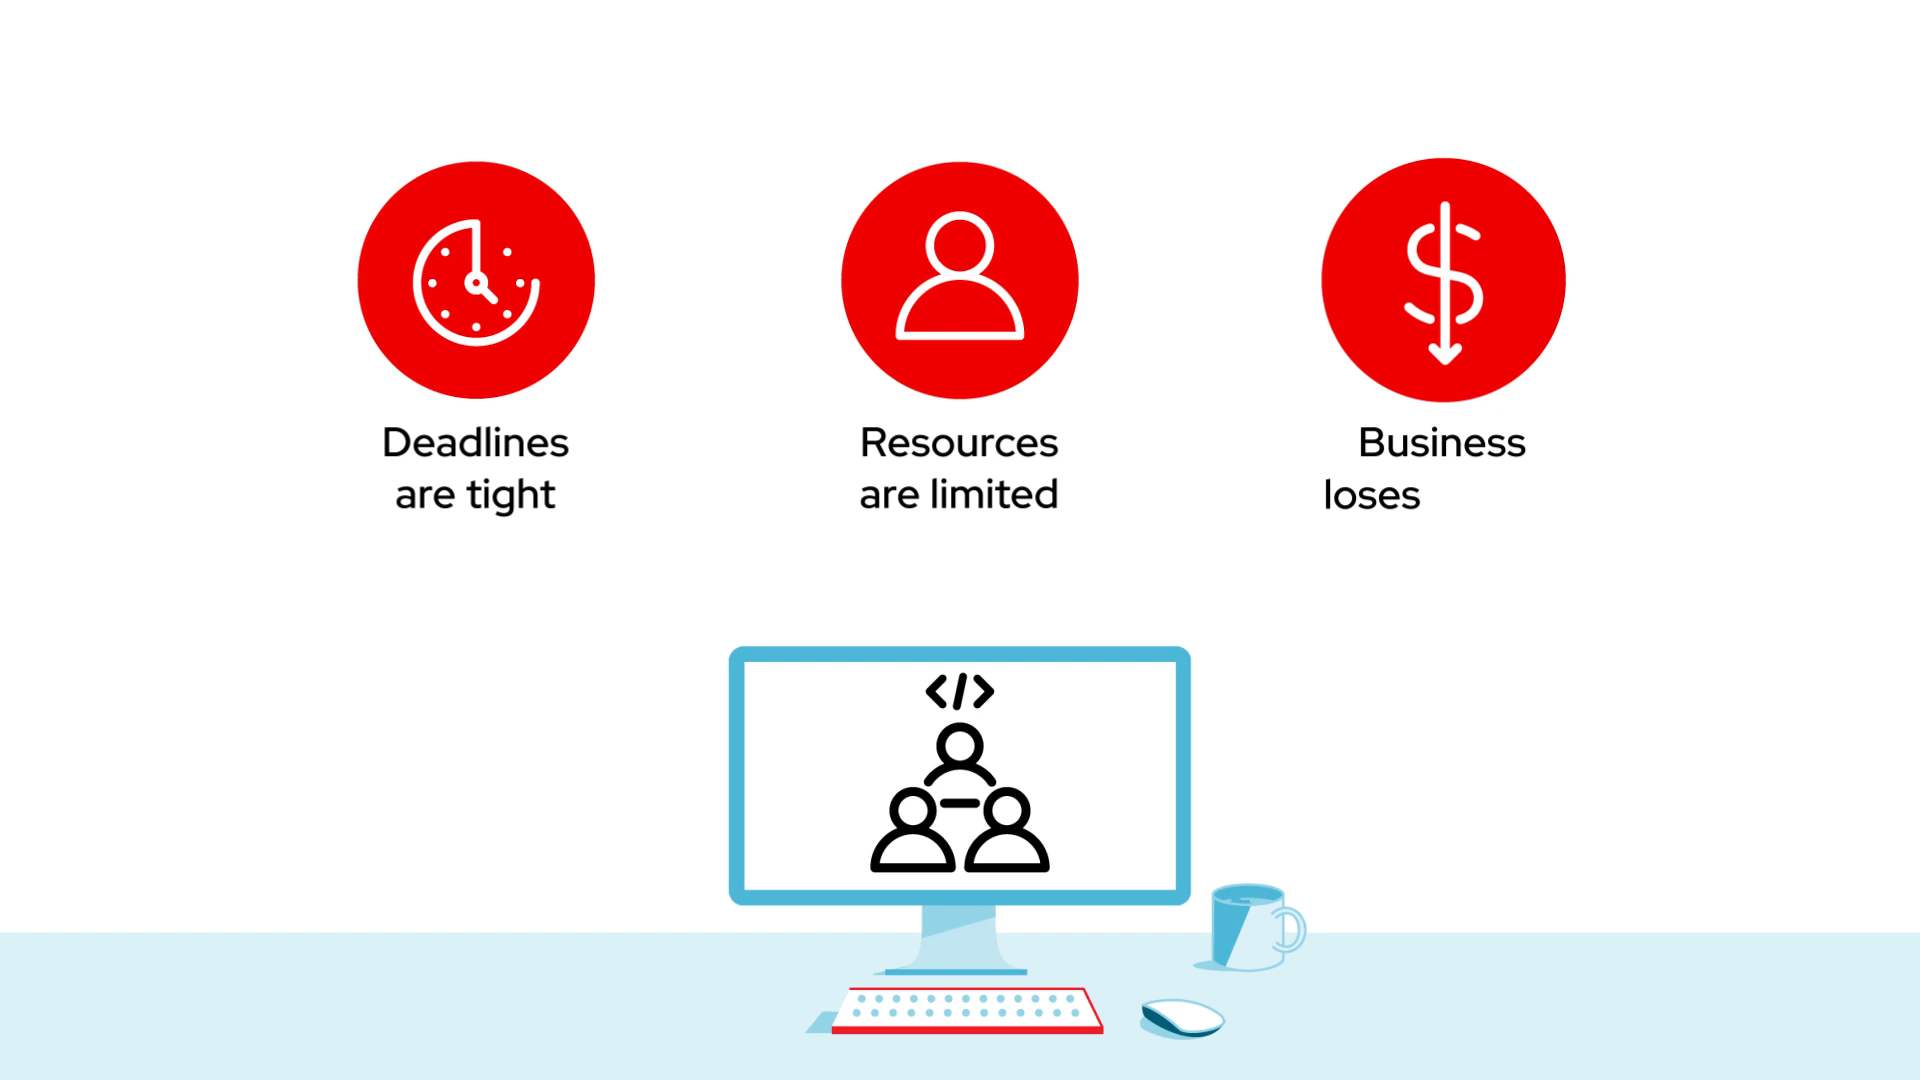 Deadlines
are tight
Resources
are limited
Business
loses
</>